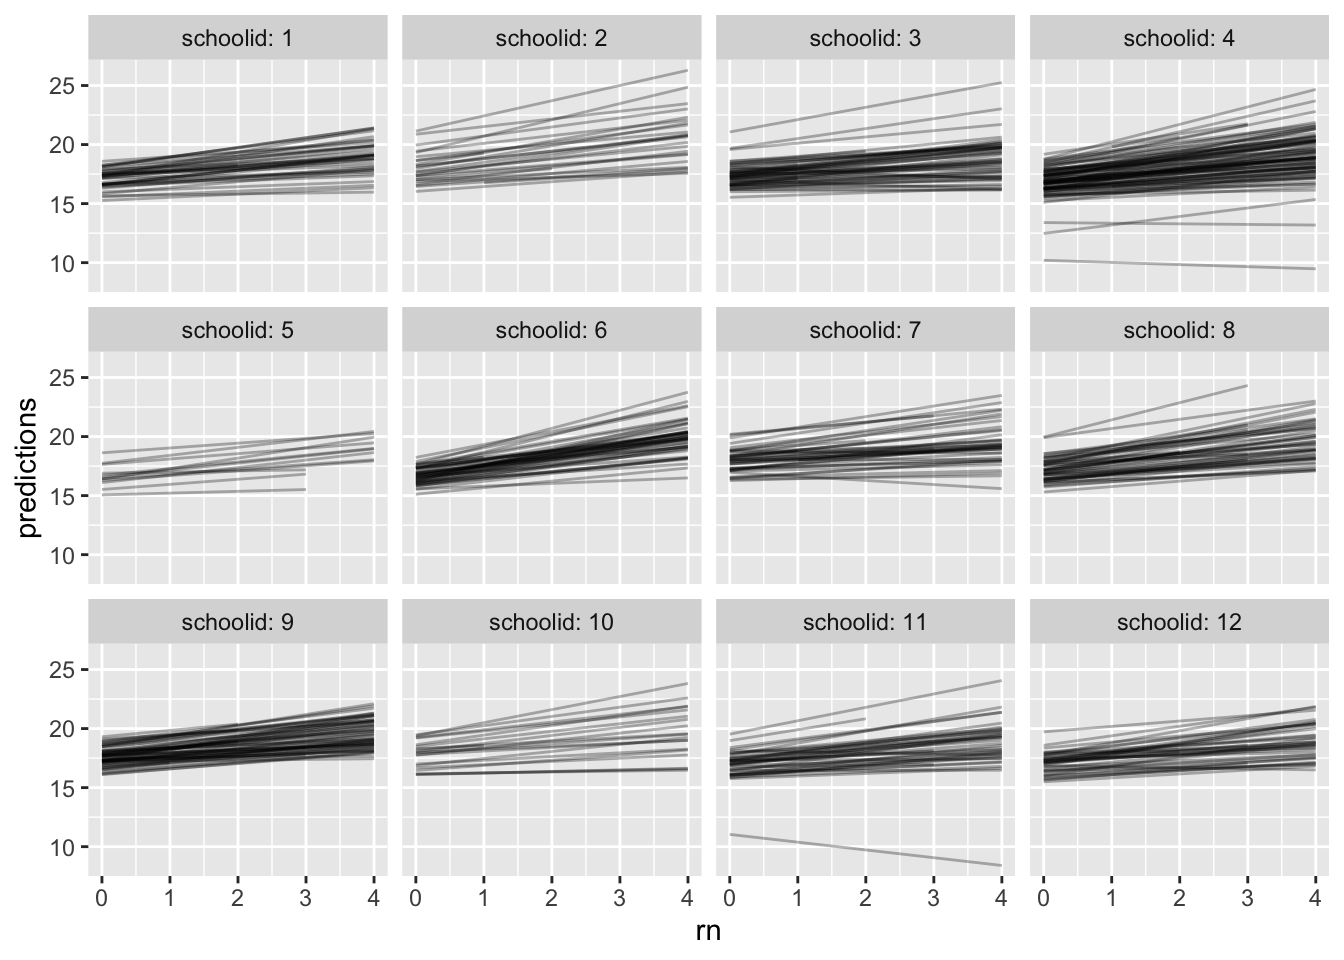 schoolid: 1
schoolid: 2
schoolid: 3
schoolid: 4
25
20
15
10
schoolid: 5
schoolid: 6
schoolid: 7
schoolid: 8
25
20
15
10
predictions
schoolid: 9
schoolid: 10
schoolid: 11
schoolid: 12
25
20
15
10
0 1 2 3 4
0 1 2 3 4
0 1 2 3 4
0 1 2 3 4
rn